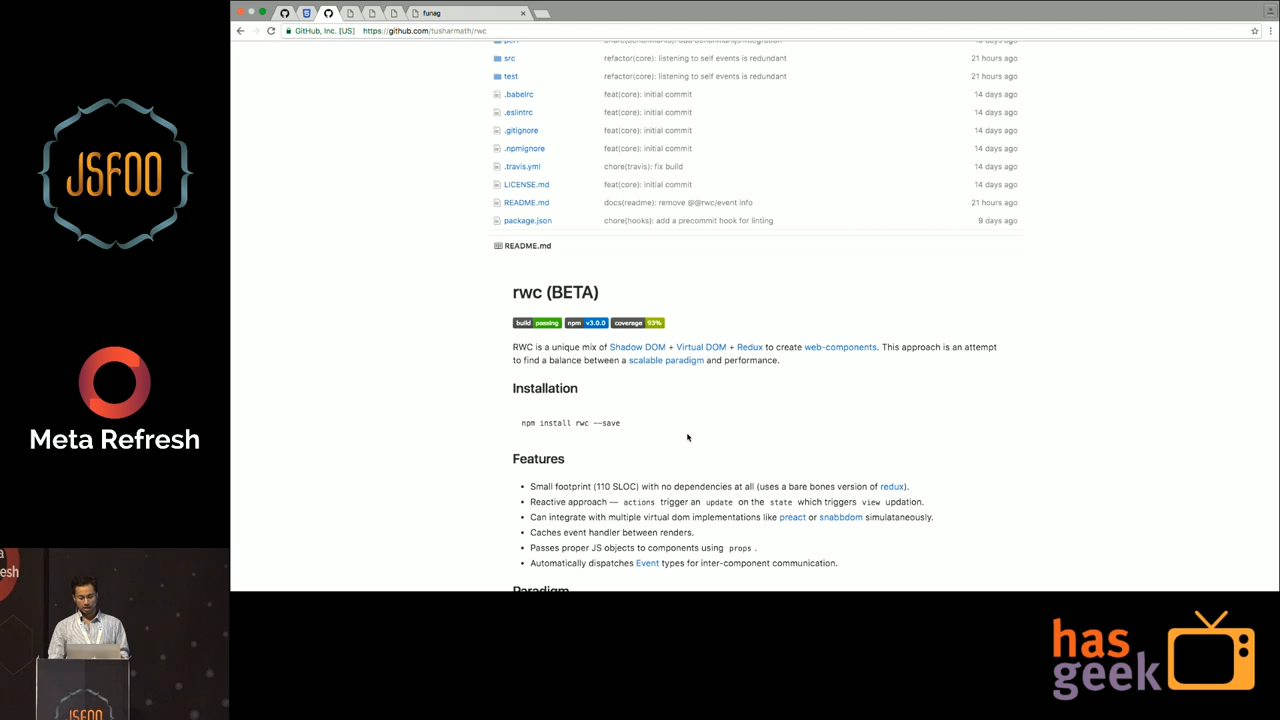 funag
GitHub, Inc. [US] https://github.com/tusharmath/rwc
src refactor(core): listening to self events is redundant 21 hours ago
test refactor(core): listening to self events is redundant 21 hours ago
.babelrc feat(core): initial commit 14 days ago
.eslintrc feat(core): initial commit 14 days ago
.gitignore feat(core): initial commit 14 days ago
.npmignore feat(core): initial commit 14 days ago
.travis.yml chore(travis): fix build 14 days ago
LICENSE.md feat(core): initial commit 14 days ago
README.md docs(readme): remove @@rwc/event info 21 hours ago
package.json chore(hooks): add a precommit hook for linting 9 days ago
README.md
rwc (BETA)
build passing npm v3.0.0 coverage 93%
RWC is a unique mix of Shadow DOM + Virtual DOM + Redux to create web-components. This approach is an attempt
to find a balance between a scalable paradigm and performance.
Installation
npm install rwc --save
Features
• Small footprint (110 SLOC) with no dependencies at all (uses a bare bones version of redux).
• Reactive approach — actions trigger an update on the state which triggers view updation.
• Can integrate with multiple virtual dom implementations like preact or snabbdom simulataneously.
• Caches event handler between renders.
• Passes proper JS objects to components using props .
• Automatically dispatches Event types for inter-component communication.
Paradigm
JSFOO
Meta Refresh
JSFOO
has
geek